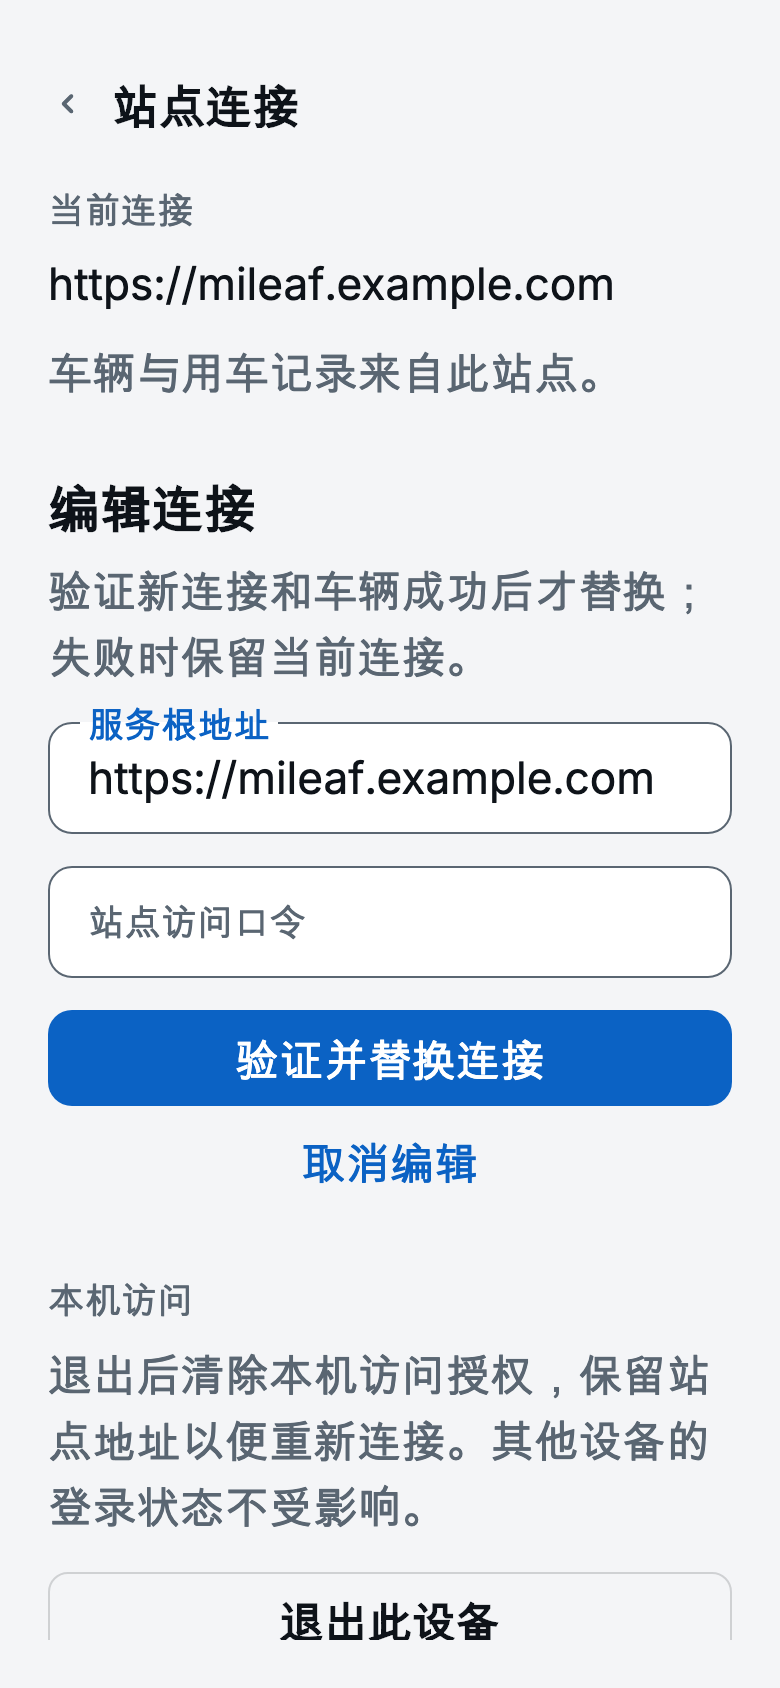 站点连接
当前连接
https://mileaf.example.com
车辆与用车记录来自此站点。
编辑连接
验证新连接和车辆成功后才替换；
失败时保留当前连接。
服务根地址
https://mileaf.example.com
站点访问口令
验证并替换连接
取消编辑
本机访问
退出后清除本机访问授权，保留站
点地址以便重新连接。其他设备的
登录状态不受影响。
退出此设备